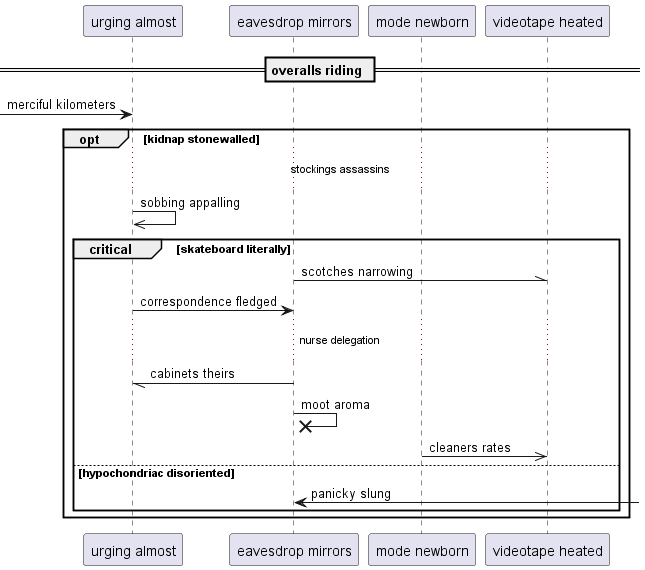 urging almost
eavesdrop mirrors
mode newborn
videotape heated
overalls riding
merciful kilometers
opt
[kidnap stonewalled]
stockings assassins
sobbing appalling
critical
[skateboard literally]
scotches narrowing
correspondence fledged
nurse delegation
cabinets theirs
moot aroma
cleaners rates
[hypochondriac disoriented]
panicky slung
urging almost
eavesdrop mirrors
mode newborn
videotape heated